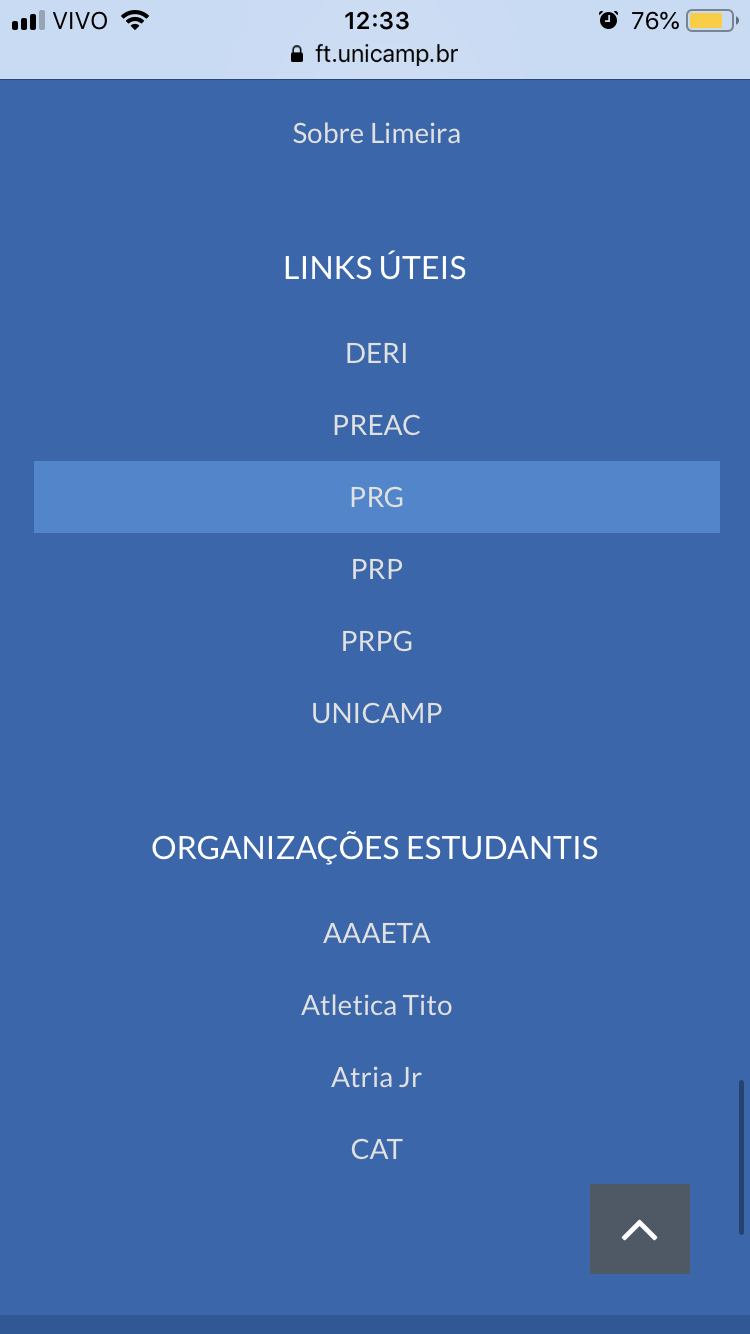 VIVO 12:33 76%
ft.unicamp.br
Sobre Limeira
LINKS ÚTEIS
DERI
PREAC
PRG
PRP
PRPG
UNICAMP
ORGANIZAÇÕES ESTUDANTIS
AAAETA
Atletica Tito
Atria Jr
CAT